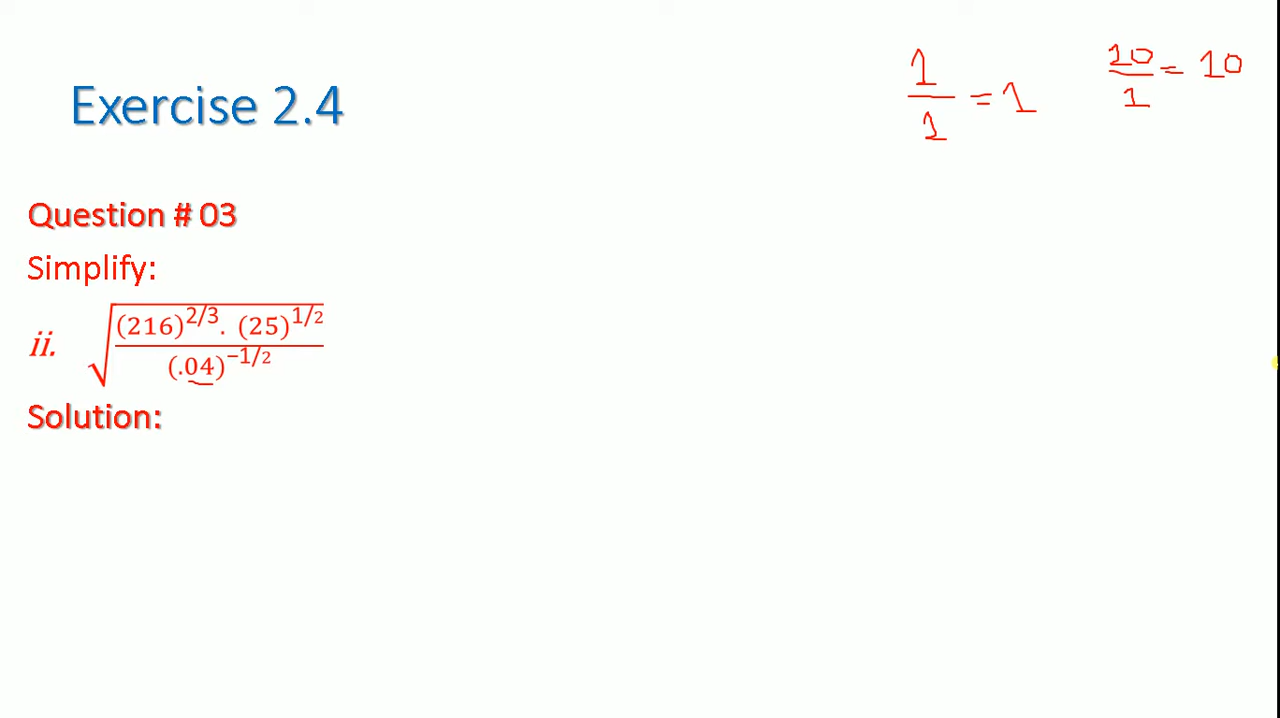 Exercise 2.4
1/1 = 1
10/1 = 10
Question # 03
Simplify:
ii. √((216)^2/3 . (25)^1/2 / (.04)^−1/2)
Solution: